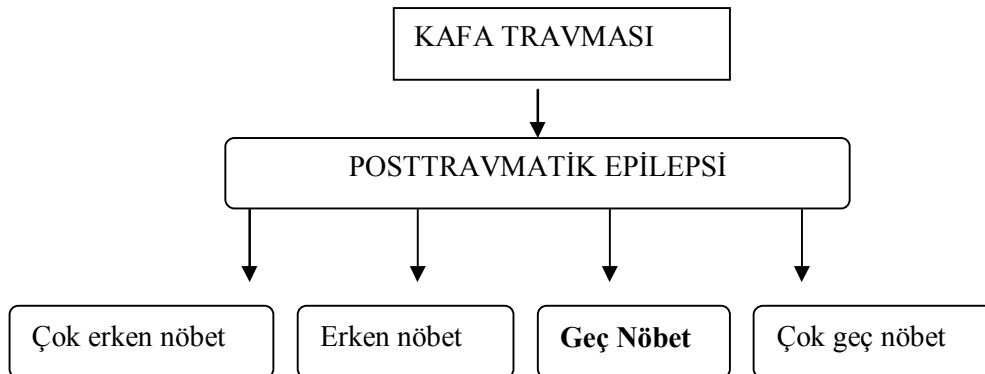 KAFA TRAVMASI
POSTTRAVMATİK EPİLEPSİ
Çok erken nöbet
Erken nöbet
Geç Nöbet
Çok geç nöbet